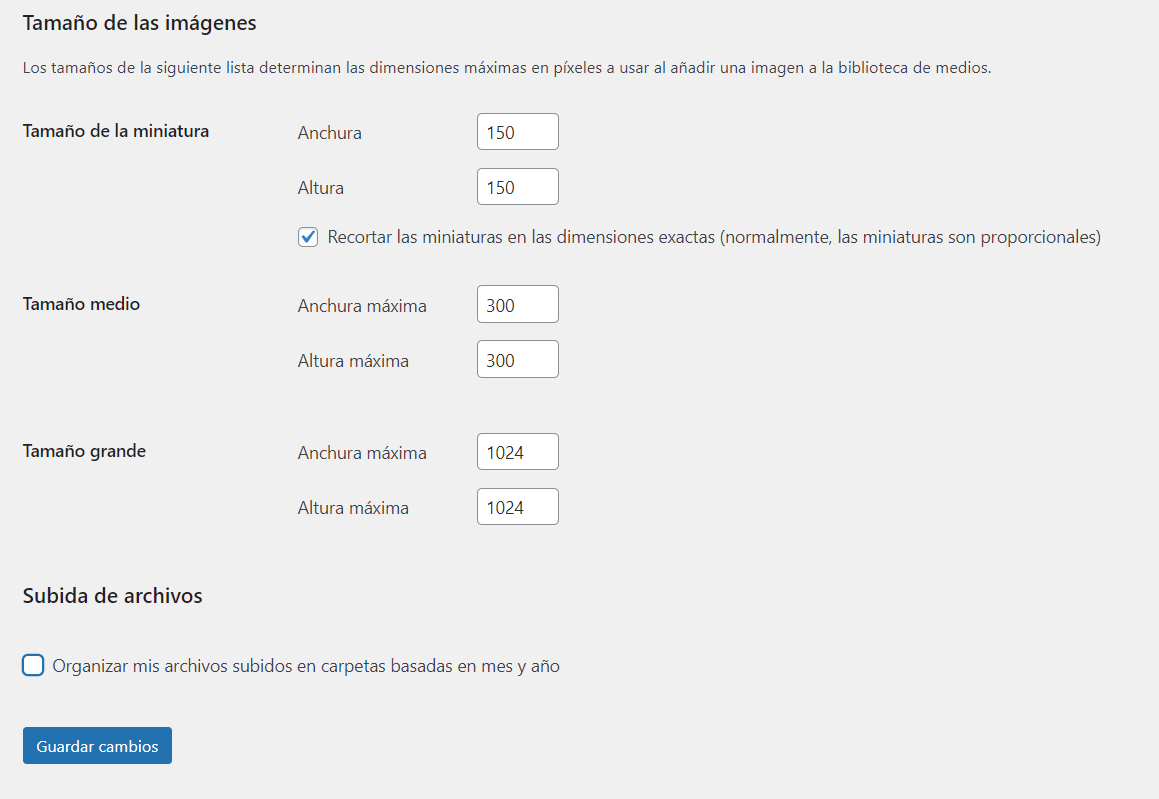 Tamaño de las imágenes
Los tamaños de la siguiente lista determinan las dimensiones máximas en píxeles a usar al añadir una imagen a la biblioteca de medios.
Tamaño de la miniatura
Anchura
150
Altura
150
Recortar las miniaturas en las dimensiones exactas (normalmente, las miniaturas son proporcionales)
Tamaño medio
Anchura máxima
300
Altura máxima
300
Tamaño grande
Anchura máxima
1024
Altura máxima
1024
Subida de archivos
Organizar mis archivos subidos en carpetas basadas en mes y año
Guardar cambios